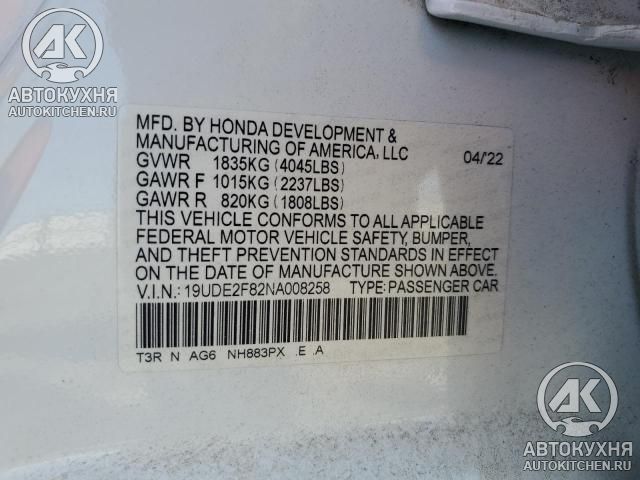 AK
АВТОКУХНЯ
AUTOKITCHEN.RU
MFD. BY HONDA DEVELOPMENT &
MANUFACTURING OF AMERICA, LLC
GVWR 1835KG (4045LBS) 04/'22
GAWR F 1015KG (2237LBS)
GAWR R 820KG (1808LBS)
THIS VEHICLE CONFORMS TO ALL APPLICABLE
FEDERAL MOTOR VEHICLE SAFETY, BUMPER,
AND THEFT PREVENTION STANDARDS IN EFFECT
ON THE DATE OF MANUFACTURE SHOWN ABOVE.
V.I.N.: 19UDE2F82NA008258 TYPE: PASSENGER CAR
T3R N AG6 NH883PX .E .A
AK
АВТОКУХНЯ
AUTOKITCHEN.RU